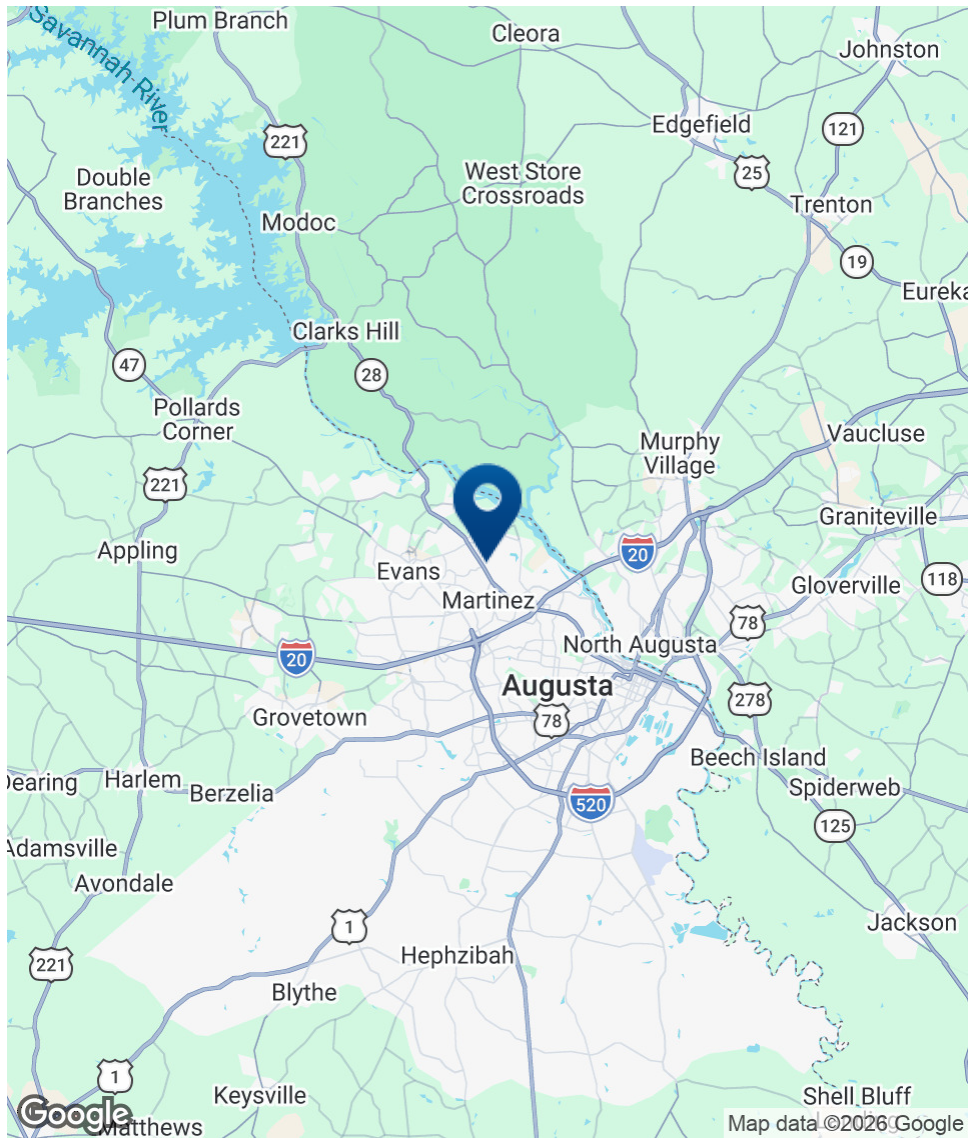 Plum Branch
Cleora
Johnston
Savannah River
221
Edgefield
121
25
Double
Branches
West Store
Crossroads
Trenton
Modoc
19
Eureka
Clarks Hill
47
28
Pollards
Corner
Murphy
Village
Vaucluse
221
Graniteville
Appling
20
Evans
118
Gloverville
Martinez
78
20
North Augusta
Augusta
278
Grovetown
78
Beech Island
Dearing
Harlem
Berzelia
Spiderweb
520
125
Adamsville
Avondale
1
Jackson
221
Hephzibah
Blythe
1
Keysville
Shell Bluff
Landing
Google
Matthews
Map data ©2026 Google